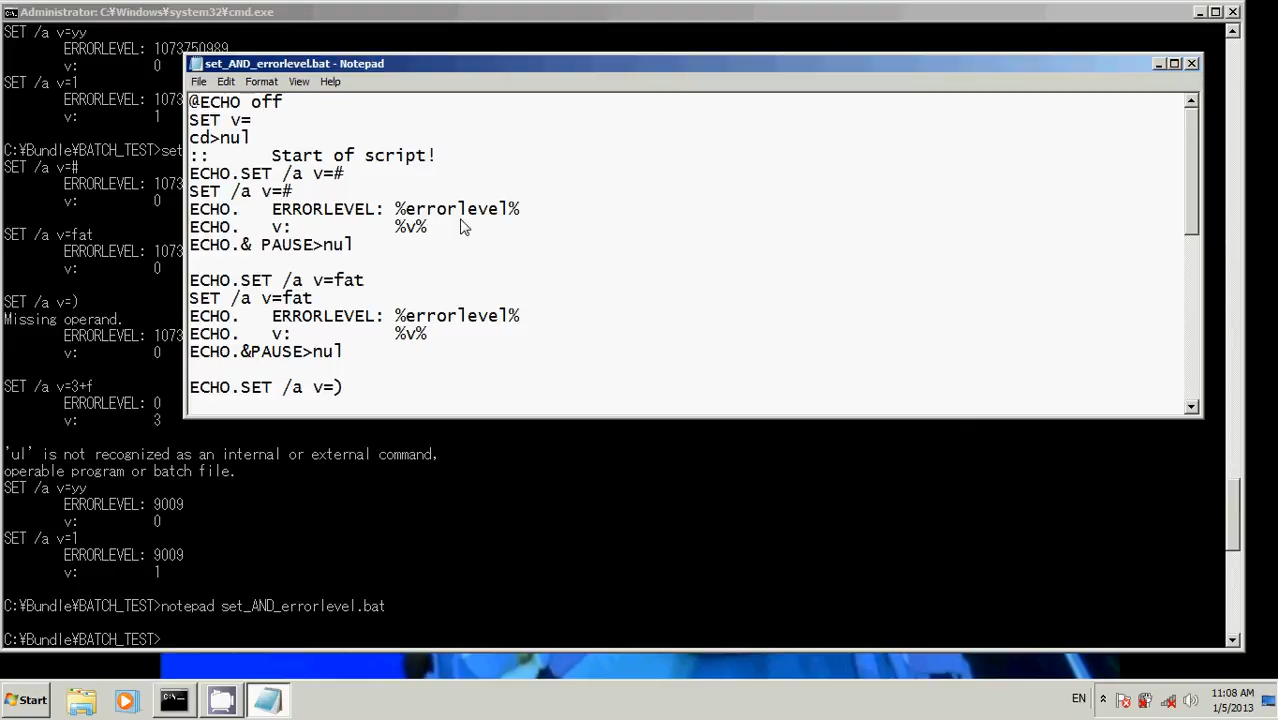 Administrator: C:¥Windows¥system32¥cmd.exe
SET /a v=yy
ERRORLEVEL: 1073750989
v: 0
SET /a v=1
ERRORLEVEL: 1073
v: 1
C:¥Bundle¥BATCH_TEST>set
SET /a v=#
ERRORLEVEL: 1073
v: 0
SET /a v=fat
ERRORLEVEL: 1073
v: 0
SET /a v=)
Missing operand.
ERRORLEVEL: 1073
v: 0
SET /a v=3+f
ERRORLEVEL: 0
v: 3
'ul' is not recognized as an internal or external command,
operable program or batch file.
SET /a v=yy
ERRORLEVEL: 9009
v: 0
SET /a v=1
ERRORLEVEL: 9009
v: 1
C:¥Bundle¥BATCH_TEST>notepad set_AND_errorlevel.bat
C:¥Bundle¥BATCH_TEST>
set_AND_errorlevel.bat - Notepad
File Edit Format View Help
@ECHO off
SET v=
cd>nul
:: Start of script!
ECHO.SET /a v=#
SET /a v=#
ECHO. ERRORLEVEL: %errorlevel%
ECHO. v: %v%
ECHO.& PAUSE>nul
ECHO.SET /a v=fat
SET /a v=fat
ECHO. ERRORLEVEL: %errorlevel%
ECHO. v: %v%
ECHO.&PAUSE>nul
ECHO.SET /a v=)
Start
EN
11:08 AM
1/5/2013